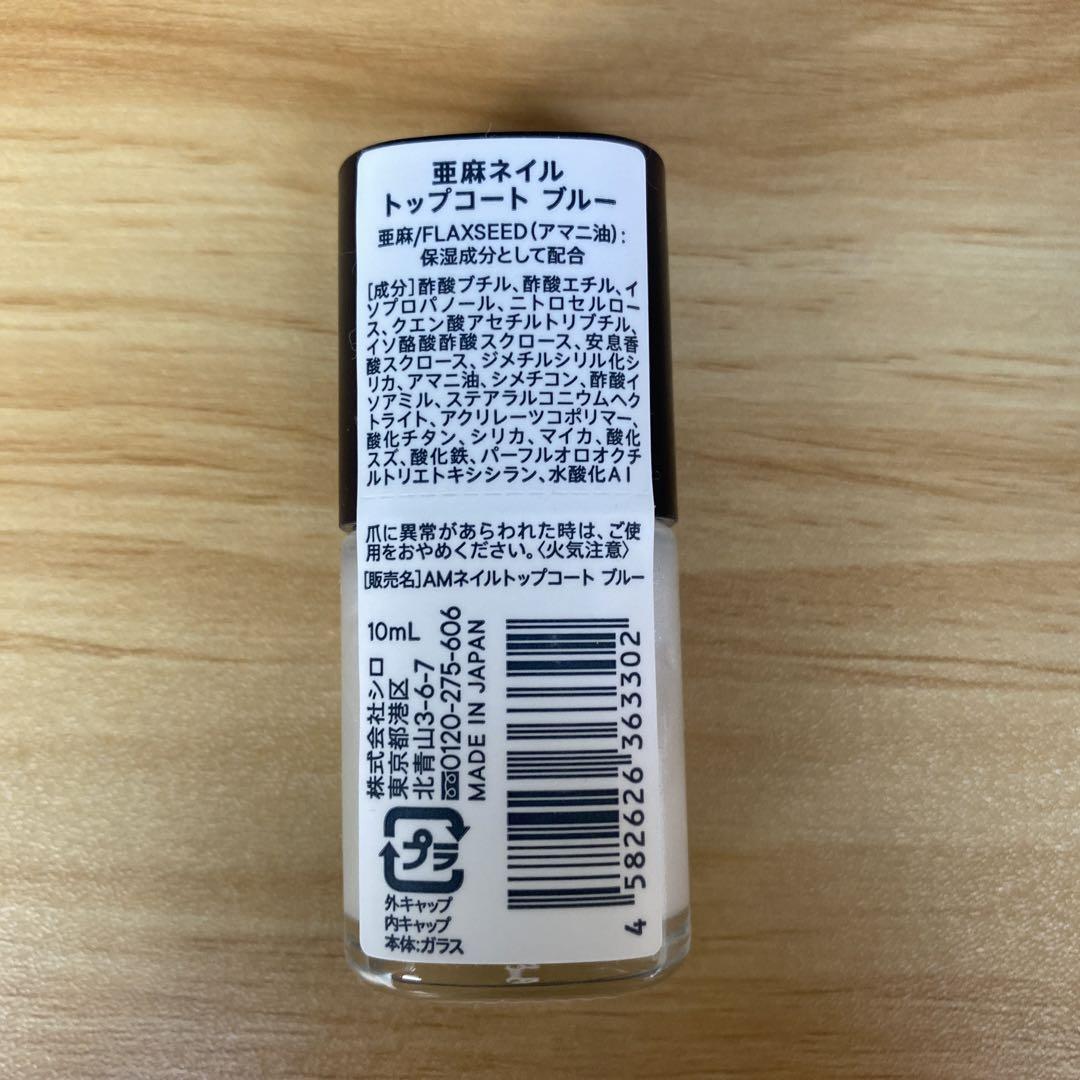 亜麻ネイル
トップコート ブルー
亜麻/FLAXSEED(アマニ油):
保湿成分として配合
[成分]酢酸ブチル、酢酸エチル、イ
ソプロパノール、ニトロセルロー
ス、クエン酸アセチルトリブチル、
イソ酪酸酢酸スクロース、安息香
酸スクロース、ジメチルシリル化シ
リカ、アマニ油、シメチコン、酢酸イ
ソアミル、ステアラルコニウムヘク
トライト、アクリレーツコポリマー、
酸化チタン、シリカ、マイカ、酸化
スズ、酸化鉄、パーフルオロオクチ
ルトリエトキシシラン、水酸化Al
爪に異常があらわれた時は、ご使
用をおやめください。〈火気注意〉
[販売名]AMネイルトップコート ブルー
10mL
株式会社シロ
東京都港区
北青山3-6-7
0120-275-606
MADE IN JAPAN
プラ
外キャップ
内キャップ
本体:ガラス
4 582626 363302